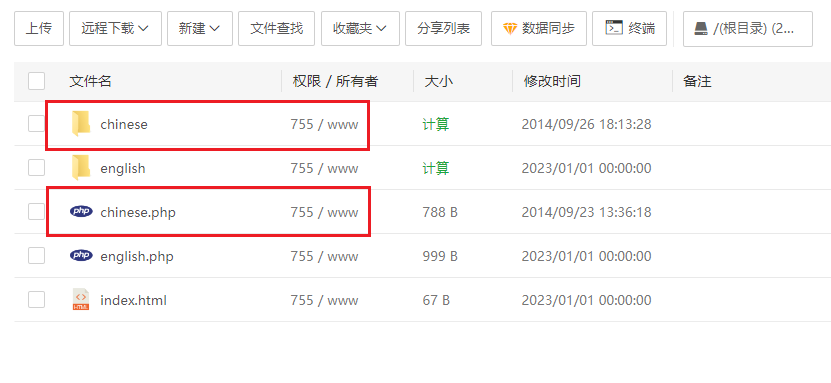 上传 远程下载 新建 文件查找 收藏夹 分享列表 数据同步 终端 /(根目录) (2...
文件名 权限 / 所有者 大小 修改时间 备注
chinese 755 / www 计算 2014/09/26 18:13:28
english 755 / www 计算 2023/01/01 00:00:00
php chinese.php 755 / www 788 B 2014/09/23 13:36:18
php english.php 755 / www 999 B 2023/01/01 00:00:00
HTML index.html 755 / www 67 B 2023/01/01 00:00:00